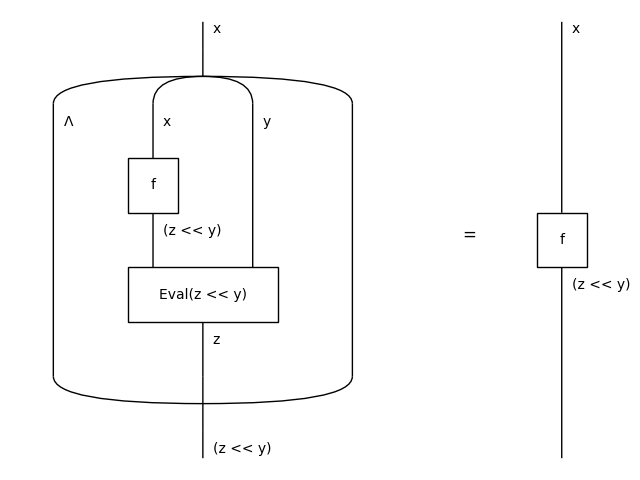 x
Λ
x
y
f
(z << y)
Eval(z << y)
z
(z << y)
=
x
f
(z << y)